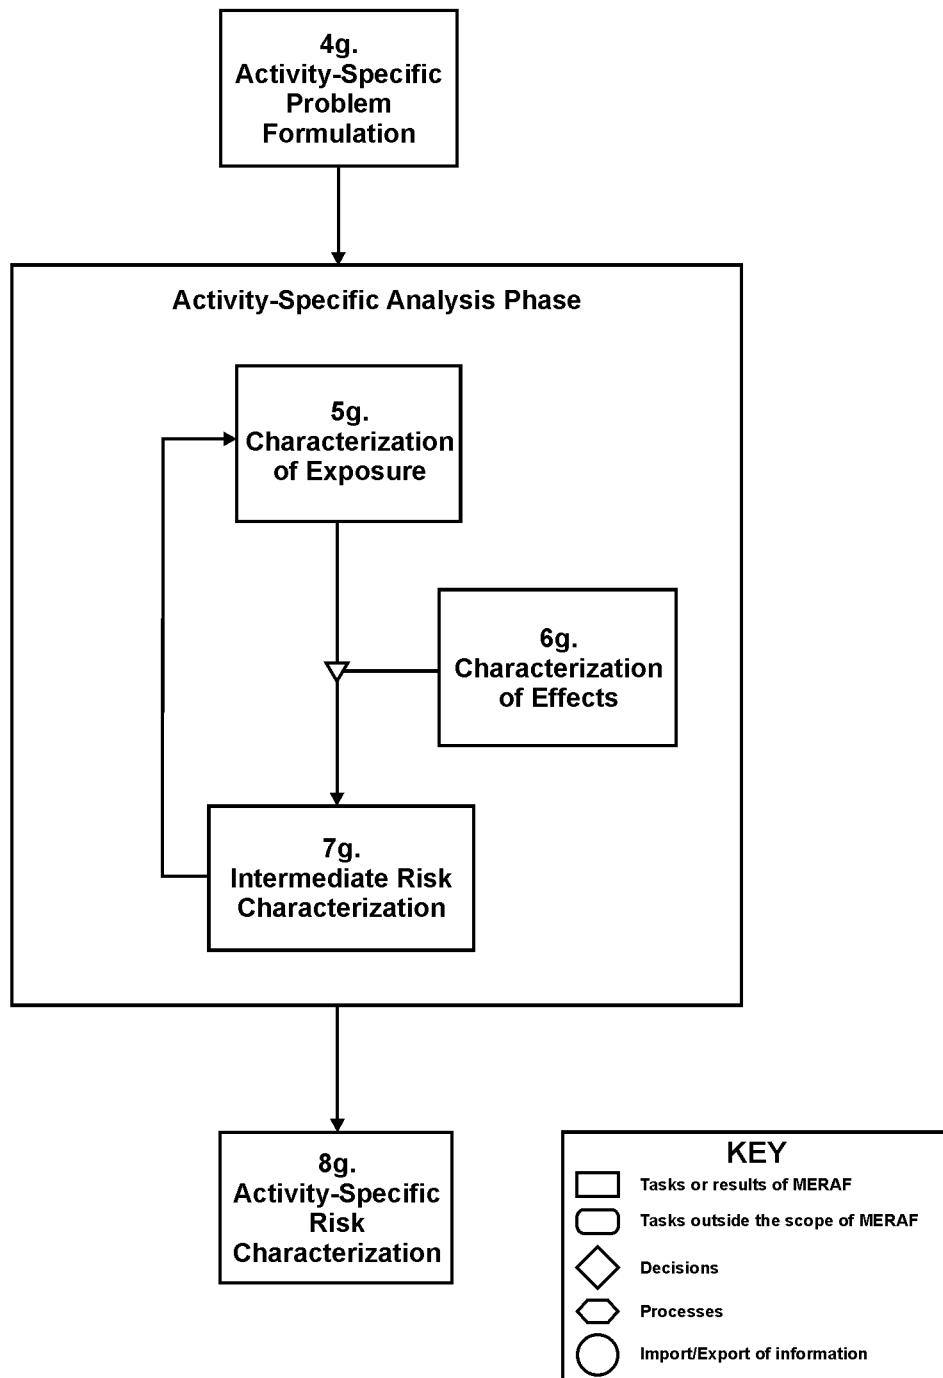 4g.
Activity-Specific
Problem
Formulation
Activity-Specific Analysis Phase
5g.
Characterization
of Exposure
6g.
Characterization
of Effects
7g.
Intermediate Risk
Characterization
8g.
Activity-Specific
Risk
Characterization
KEY
Tasks or results of MERAF
Tasks outside the scope of MERAF
Decisions
Processes
Import/Export of information